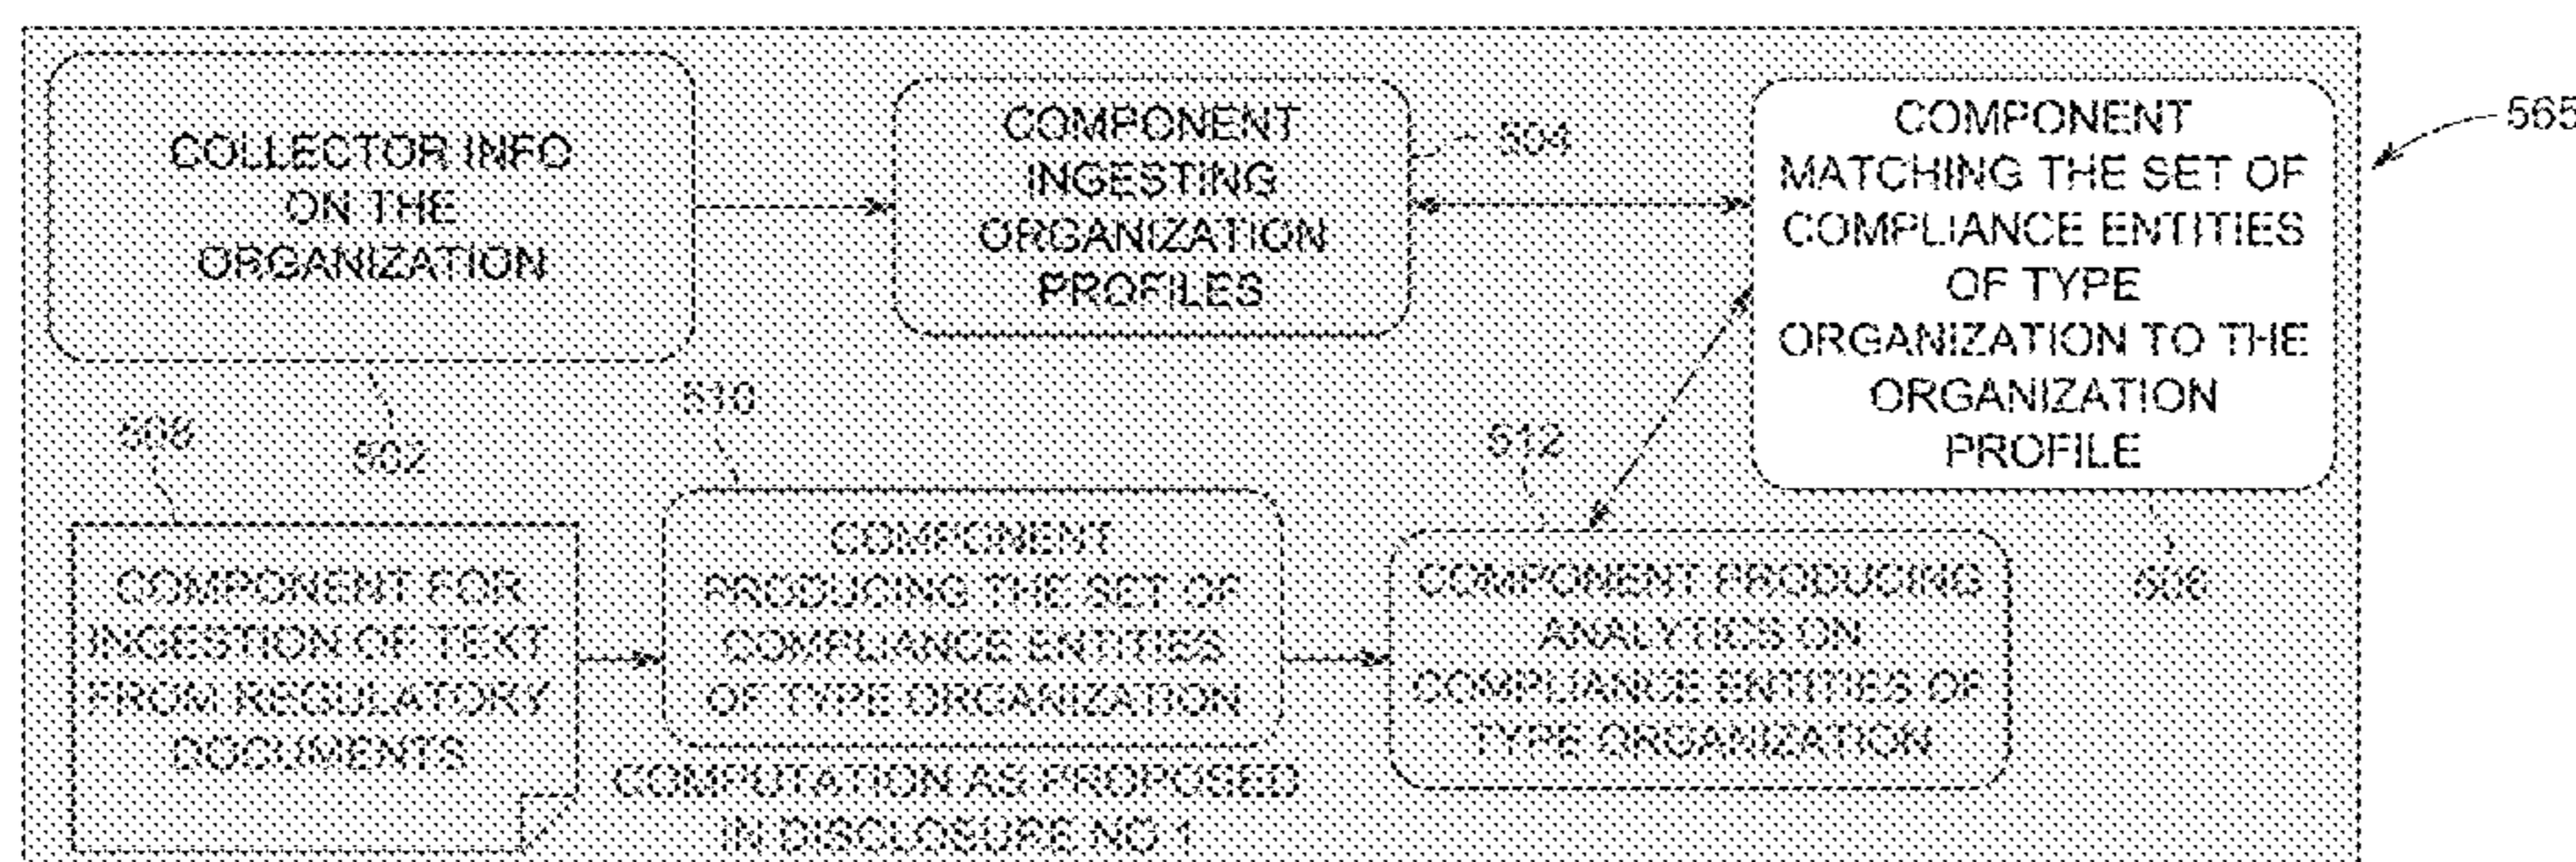 COLLECTOR INFO
ON THE
ORGANIZATION
502
COMPONENT
INGESTING
ORGANIZATION
PROFILES
504
COMPONENT
MATCHING THE SET OF
COMPLIANCE ENTITIES
OF TYPE
ORGANIZATION TO THE
ORGANIZATION
PROFILE
506
565
508
COMPONENT FOR
INGESTION OF TEXT
FROM REGULATORY
DOCUMENTS
510
COMPONENT
PRODUCING THE SET OF
COMPLIANCE ENTITIES
OF TYPE ORGANIZATION
COMPUTATION AS PROPOSED
IN DISCLOSURE NO 1
512
COMPONENT PRODUCING
ANALYTICS ON
COMPLIANCE ENTITIES OF
TYPE ORGANIZATION